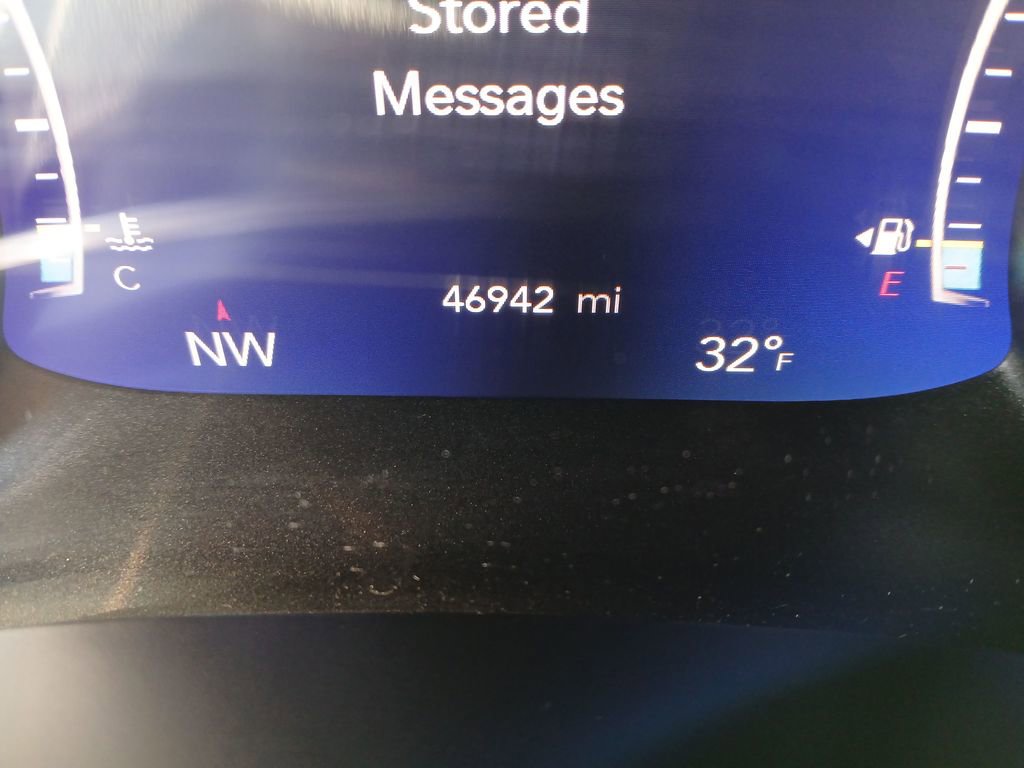 Stored
Messages
C
E
46942 mi
NW
32°F